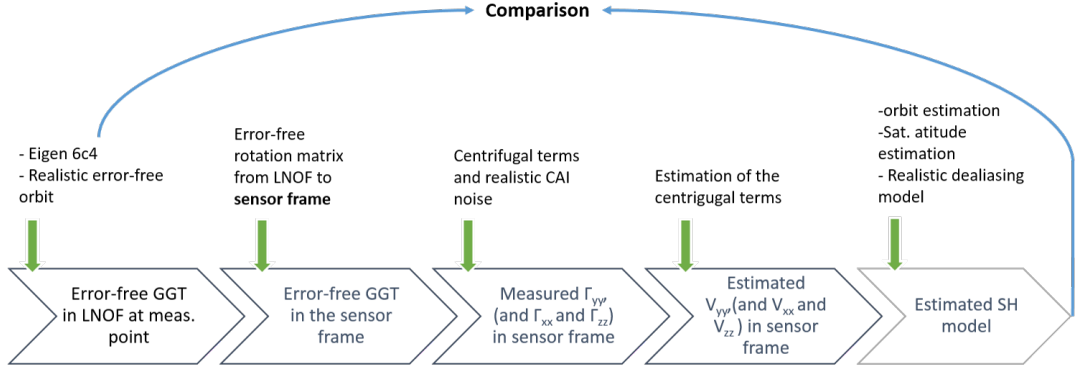 Comparison
- Eigen 6c4
- Realistic error-free
orbit
Error-free
rotation matrix
from LNOF to
sensor frame
Centrifugal terms
and realistic CAI
noise
Estimation of the
centrigugal terms
-orbit estimation
-Sat. atitude
estimation
- Realistic dealiasing
model
Error-free GGT
in LNOF at meas.
point
Error-free GGT
in the sensor
frame
Measured Γyy,
(and Γxx and Γzz)
in sensor frame
Estimated
Vyy,(and Vxx and
Vzz ) in sensor
frame
Estimated SH
model